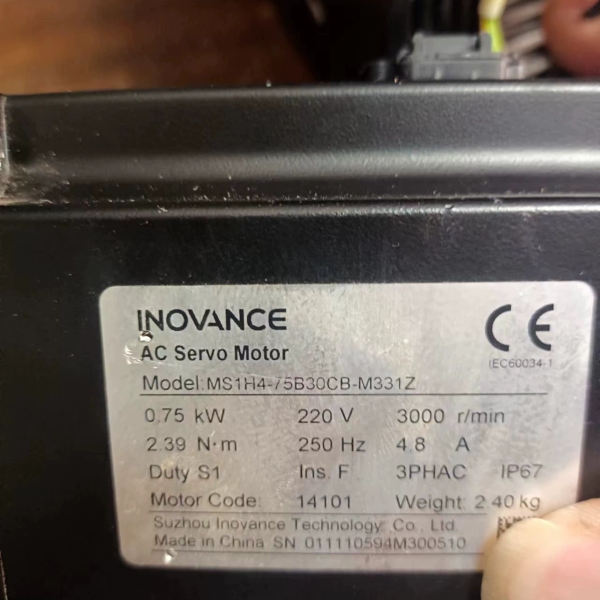 INOVANCE
CE
AC Servo Motor
IEC60034-1
Model:MS1H4-75B30CB-M331Z
0.75 kW 220 V 3000 r/min
2.39 N·m 250 Hz 4.8 A
Duty S1 Ins. F 3PHAC IP67
Motor Code: 14101 Weight: 2.40 kg
Suzhou Inovance Technology Co., Ltd.
Made in China SN 011110594M300510